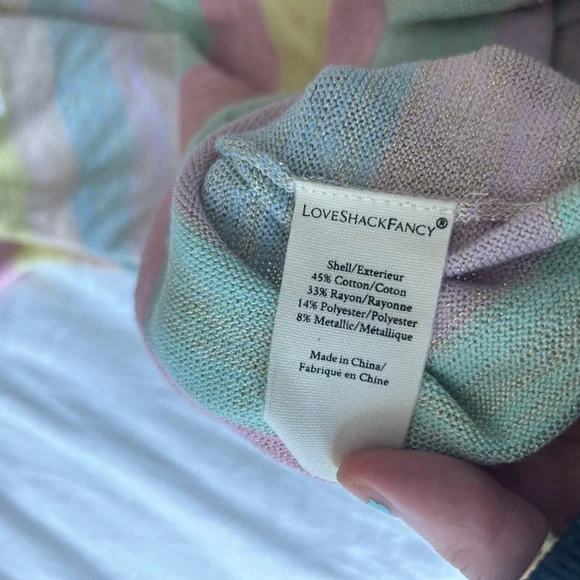 LoveShackFancy®
Shell/Exterieur
45% Cotton/Coton
33% Rayon/Rayonne
14% Polyester/Polyester
8% Metallic/Métallique
Made in China/
Fabriqué en Chine